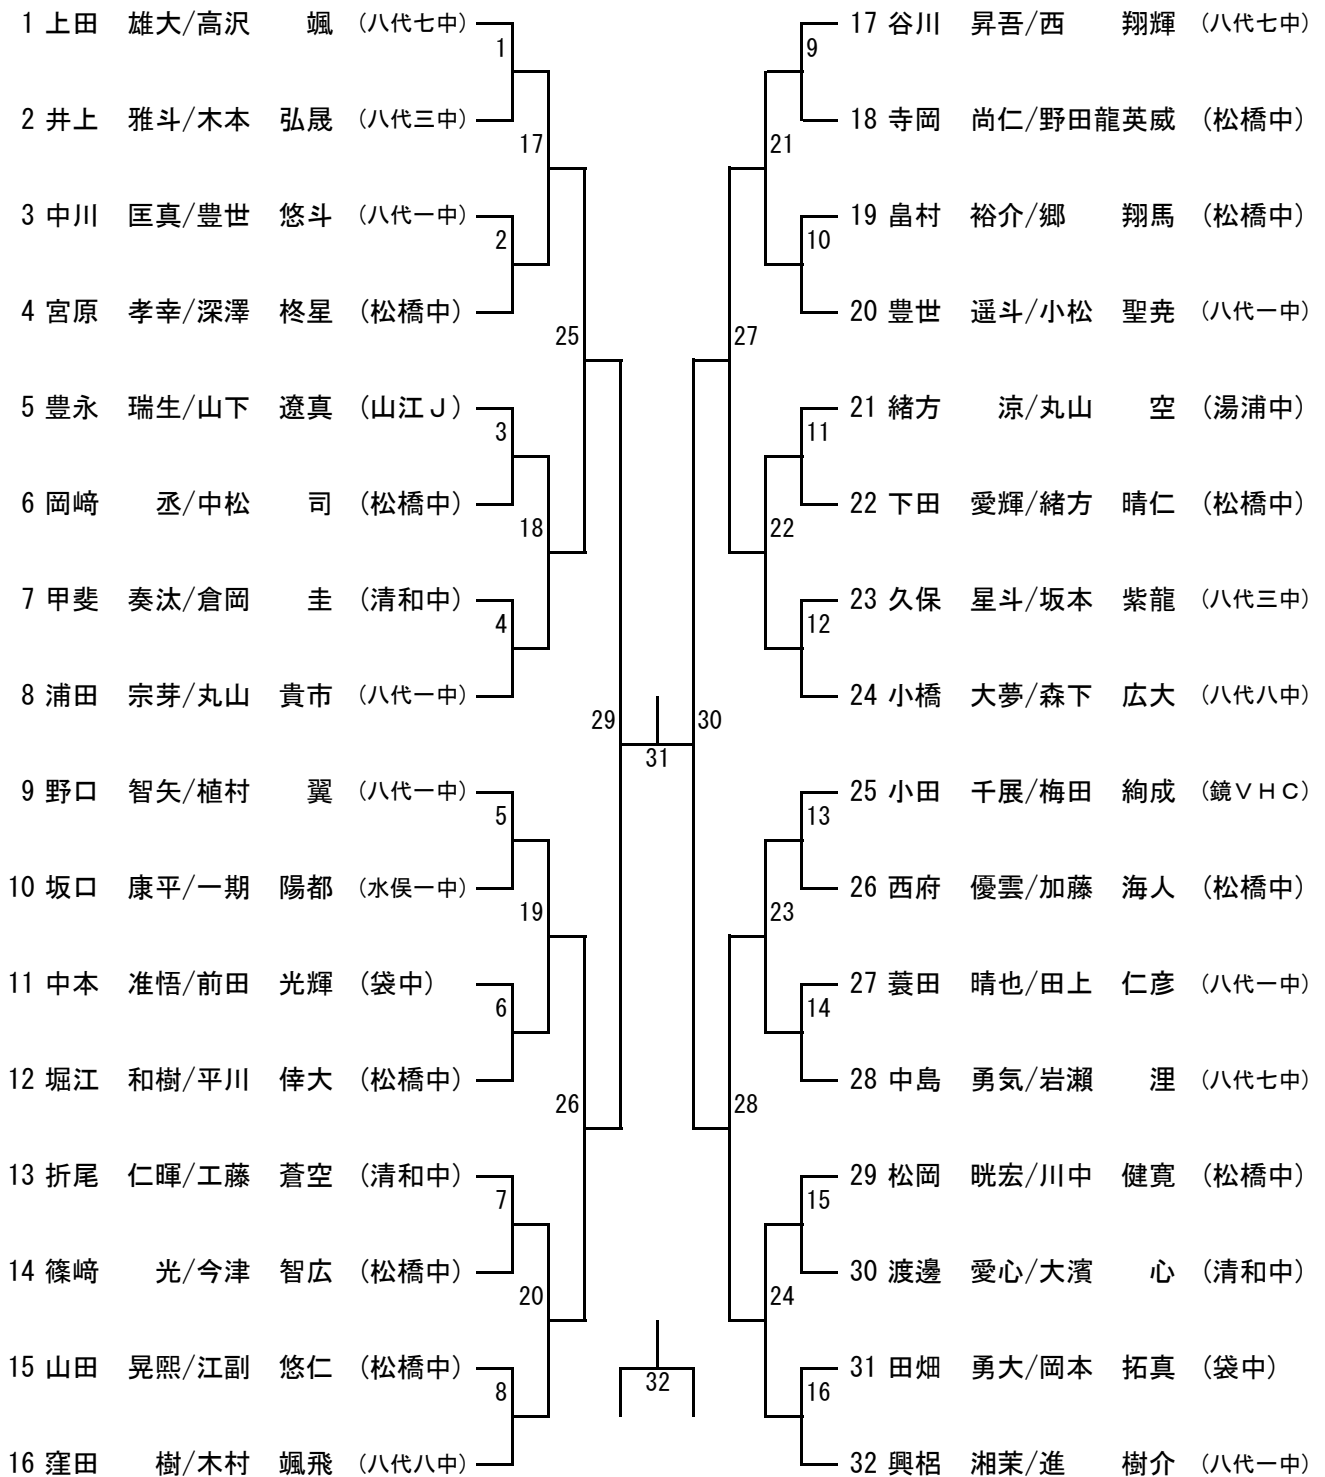 1 上田　雄大/高沢　　颯 （八代七中）
1
2 井上　雅斗/木本　弘晟 （八代三中）
17
3 中川　匡真/豊世　悠斗 （八代一中）
2
4 宮原　孝幸/深澤　柊星 （松橋中）
25
5 豊永　瑞生/山下　遼真 （山江Ｊ）
3
6 岡﨑　　丞/中松　　司 （松橋中）
18
7 甲斐　奏汰/倉岡　　圭 （清和中）
4
8 浦田　宗芽/丸山　貴市 （八代一中）
29
9 野口　智矢/植村　　翼 （八代一中）
5
10 坂口　康平/一期　陽都 （水俣一中）
19
11 中本　准悟/前田　光輝 （袋中）
6
12 堀江　和樹/平川　倖大 （松橋中）
26
13 折尾　仁暉/工藤　蒼空 （清和中）
7
14 篠﨑　　光/今津　智広 （松橋中）
20
15 山田　晃煕/江副　悠仁 （松橋中）
8
16 窪田　　樹/木村　颯飛 （八代八中）
31
32
17 谷川　昇吾/西　　翔輝 （八代七中）
9
18 寺岡　尚仁/野田龍英威 （松橋中）
21
19 畠村　裕介/郷　　翔馬 （松橋中）
10
20 豊世　遥斗/小松　聖尭 （八代一中）
27
21 緒方　　涼/丸山　　空 （湯浦中）
11
22 下田　愛輝/緒方　晴仁 （松橋中）
22
23 久保　星斗/坂本　紫龍 （八代三中）
12
24 小橋　大夢/森下　広大 （八代八中）
30
25 小田　千展/梅田　絢成 （鏡ＶＨＣ）
13
26 西府　優雲/加藤　海人 （松橋中）
23
27 蓑田　晴也/田上　仁彦 （八代一中）
14
28 中島　勇気/岩瀬　　浬 （八代七中）
28
29 松岡　晄宏/川中　健寛 （松橋中）
15
30 渡邊　愛心/大濱　　心 （清和中）
24
31 田畑　勇大/岡本　拓真 （袋中）
16
32 興梠　湘茉/進　　樹介 （八代一中）